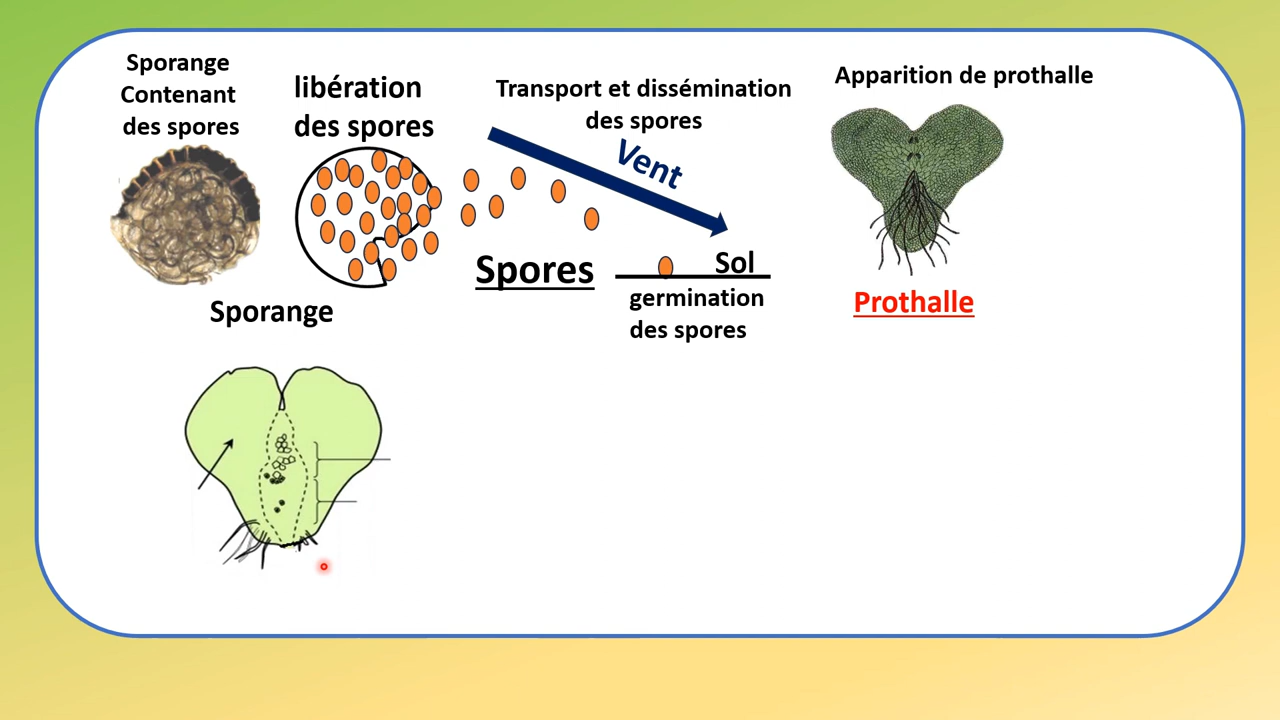 Sporange
Contenant
des spores
libération
des spores
Transport et dissémination
des spores
Vent
Apparition de prothalle
Spores
Sol
germination
des spores
Sporange
Prothalle